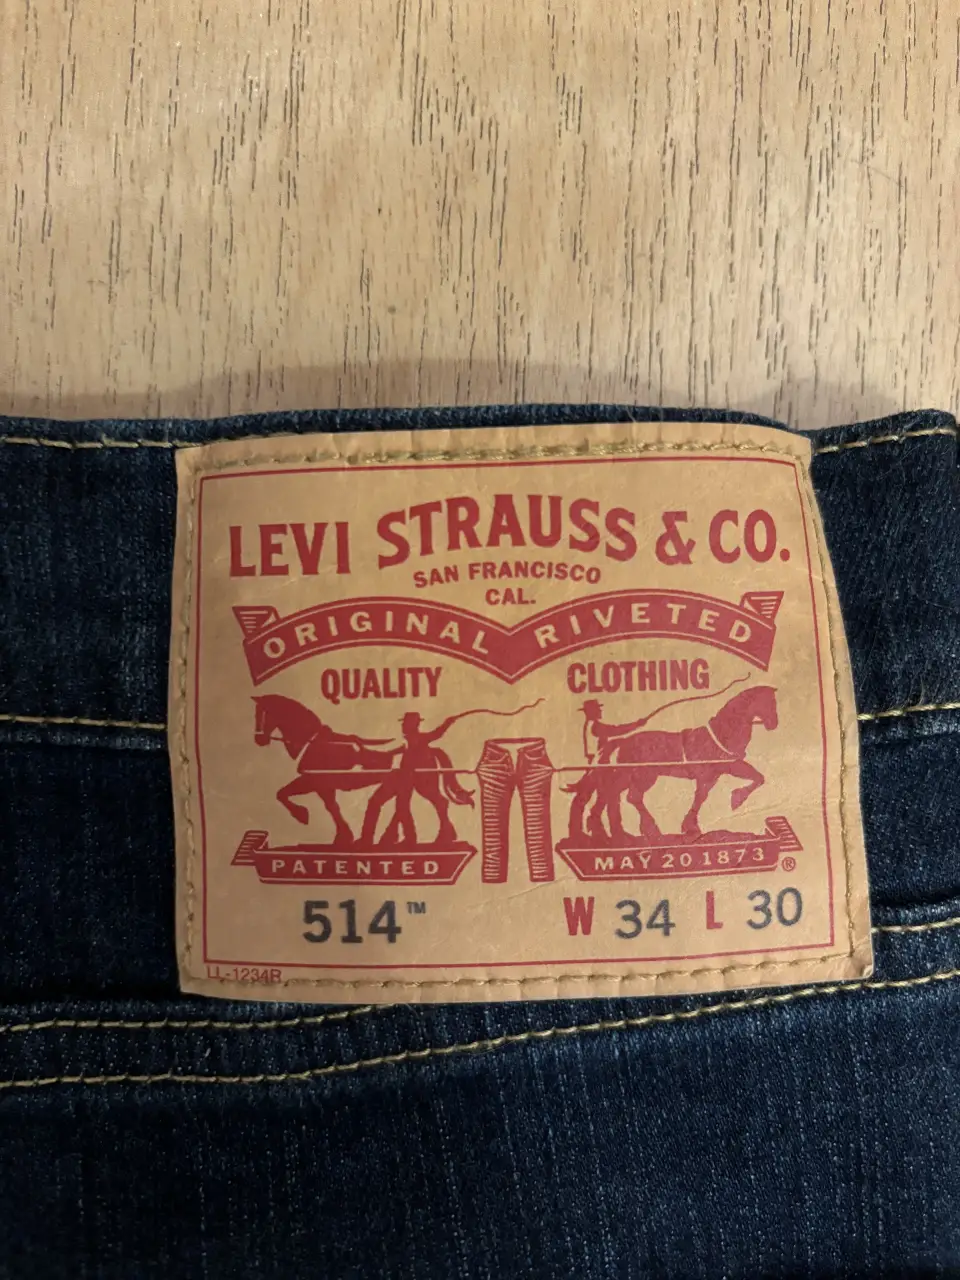 LEVI STRAUSS & CO.
SAN FRANCISCO
CAL.
ORIGINAL RIVETED
QUALITY CLOTHING
PATENTED MAY 20 1873 ®
514™ W 34 L 30
LL-1234R